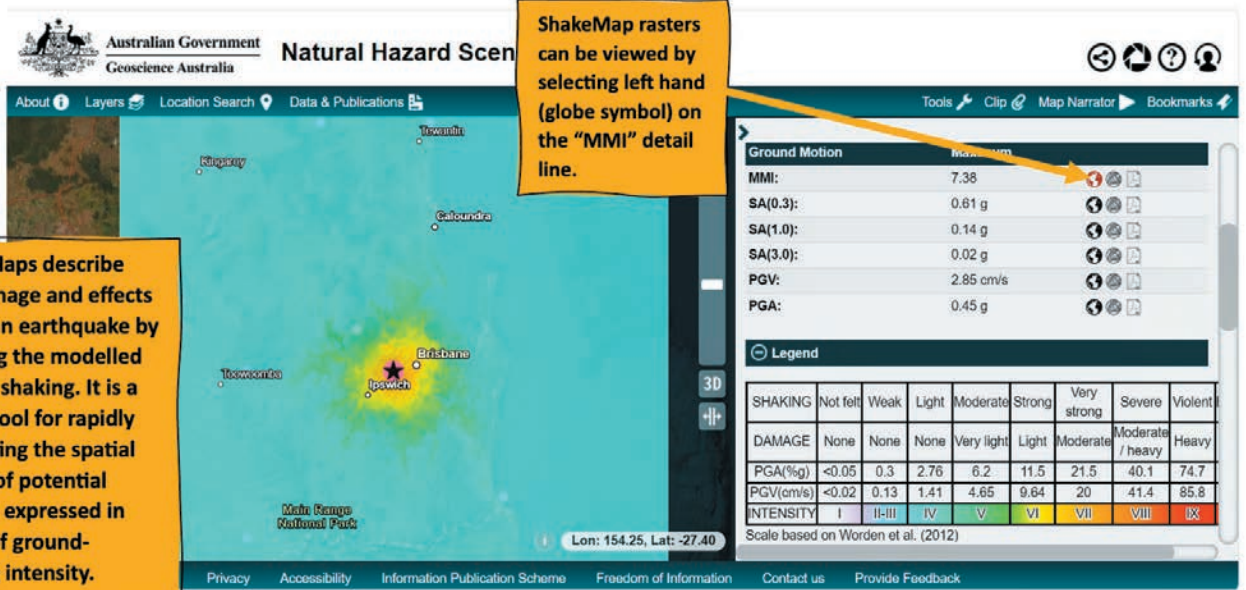 Australian Government
Geoscience Australia
Natural Hazard Scen
ShakeMap rasters
can be viewed by
selecting left hand
(globe symbol) on
the “MMI” detail
line.
About Layers Location Search Data & Publications
Tools Clip Map Narrator Bookmarks
Tewantin
Kingaroy
Caloundra
Toowoomba
Brisbane
Ipswich
Main Range
National Park
3D
Lon: 154.25, Lat: -27.40
aps describe
nage and effects
n earthquake by
g the modelled
shaking. It is a
ool for rapidly
ing the spatial
of potential
expressed in
f ground-
intensity.
Ground Motion Maximum
MMI: 7.38
SA(0.3): 0.61 g
SA(1.0): 0.14 g
SA(3.0): 0.02 g
PGV: 2.85 cm/s
PGA: 0.45 g
Legend
SHAKING Not felt Weak Light Moderate Strong Very strong Severe Violent
DAMAGE None None None Very light Light Moderate Moderate / heavy Heavy
PGA(%g) <0.05 0.3 2.76 6.2 11.5 21.5 40.1 74.7
PGV(cm/s) <0.02 0.13 1.41 4.65 9.64 20 41.4 85.8
INTENSITY I II-III IV V VI VII VIII IX
Scale based on Worden et al. (2012)
Privacy Accessibility Information Publication Scheme Freedom of Information Contact us Provide Feedback